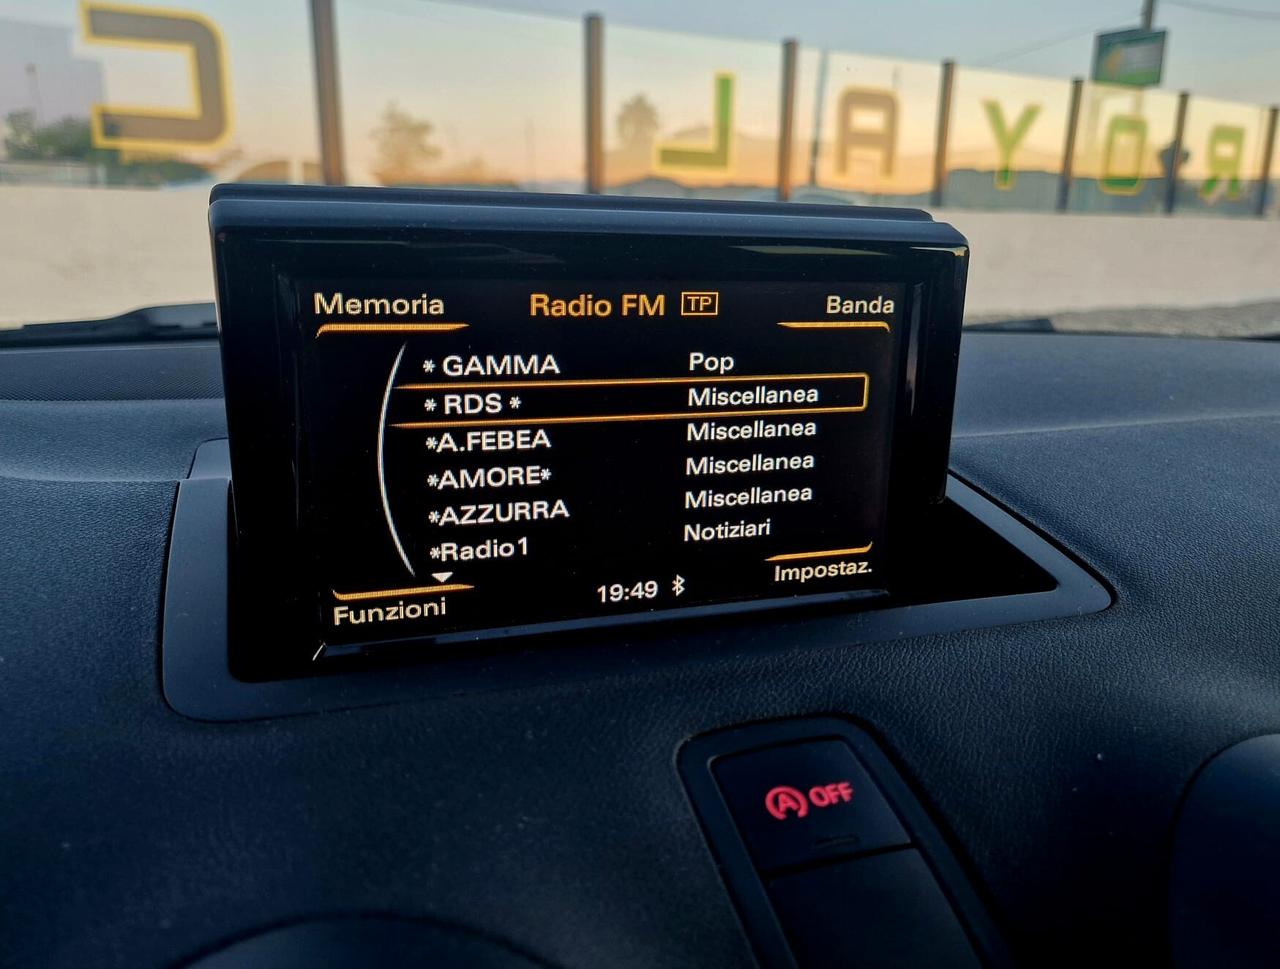 ROYAL C
Memoria Radio FM TP Banda
* GAMMA Pop
* RDS * Miscellanea
*A.FEBEA Miscellanea
*AMORE* Miscellanea
*AZZURRA Miscellanea
*Radio1 Notiziari
Funzioni 19:49 Impostaz.
A OFF